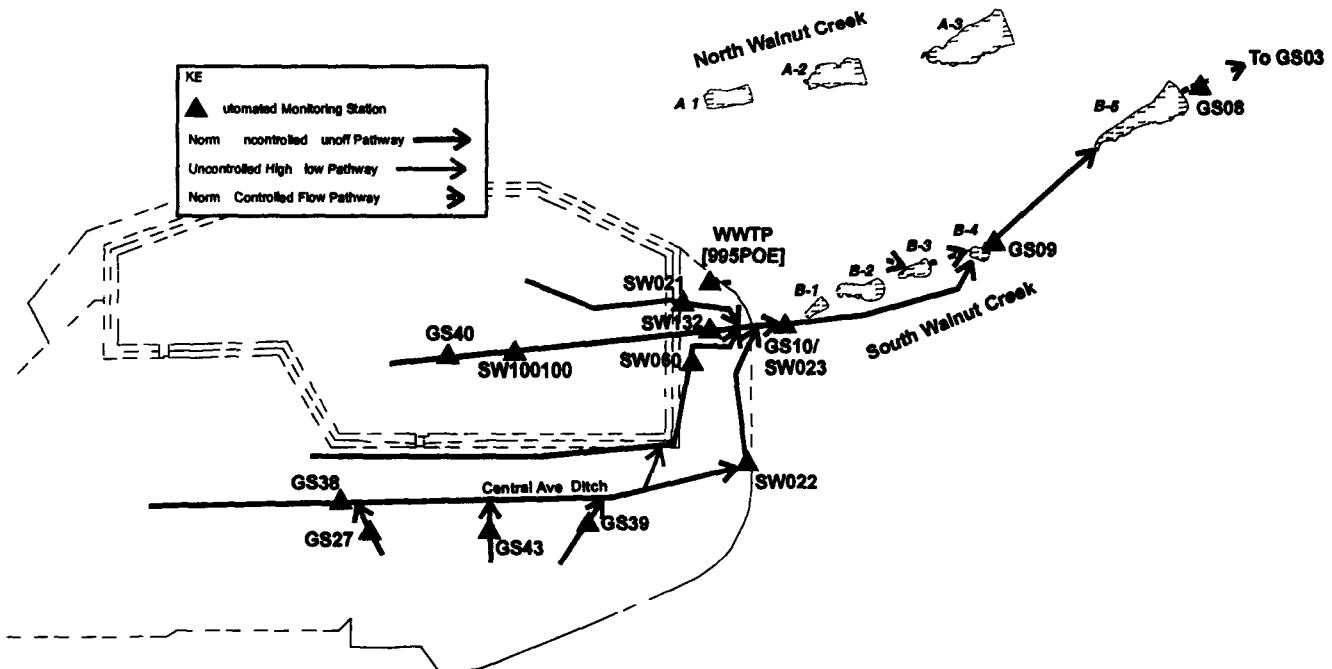 North Walnut Creek
A-3
A-2
A 1
To GS03
B-5
GS08
KE
utomated Monitoring Station
Norm ncontrolled unoff Pathway
Uncontrolled High low Pathway
Norm Controlled Flow Pathway
WWTP
[995POE]
B-4
GS09
B-3
B-2
B-1
SW021
SW132
GS10/
SW023
South Walnut Creek
GS40
SW100100
SW060
SW022
GS38
Central Ave Ditch
GS27
GS43
GS39